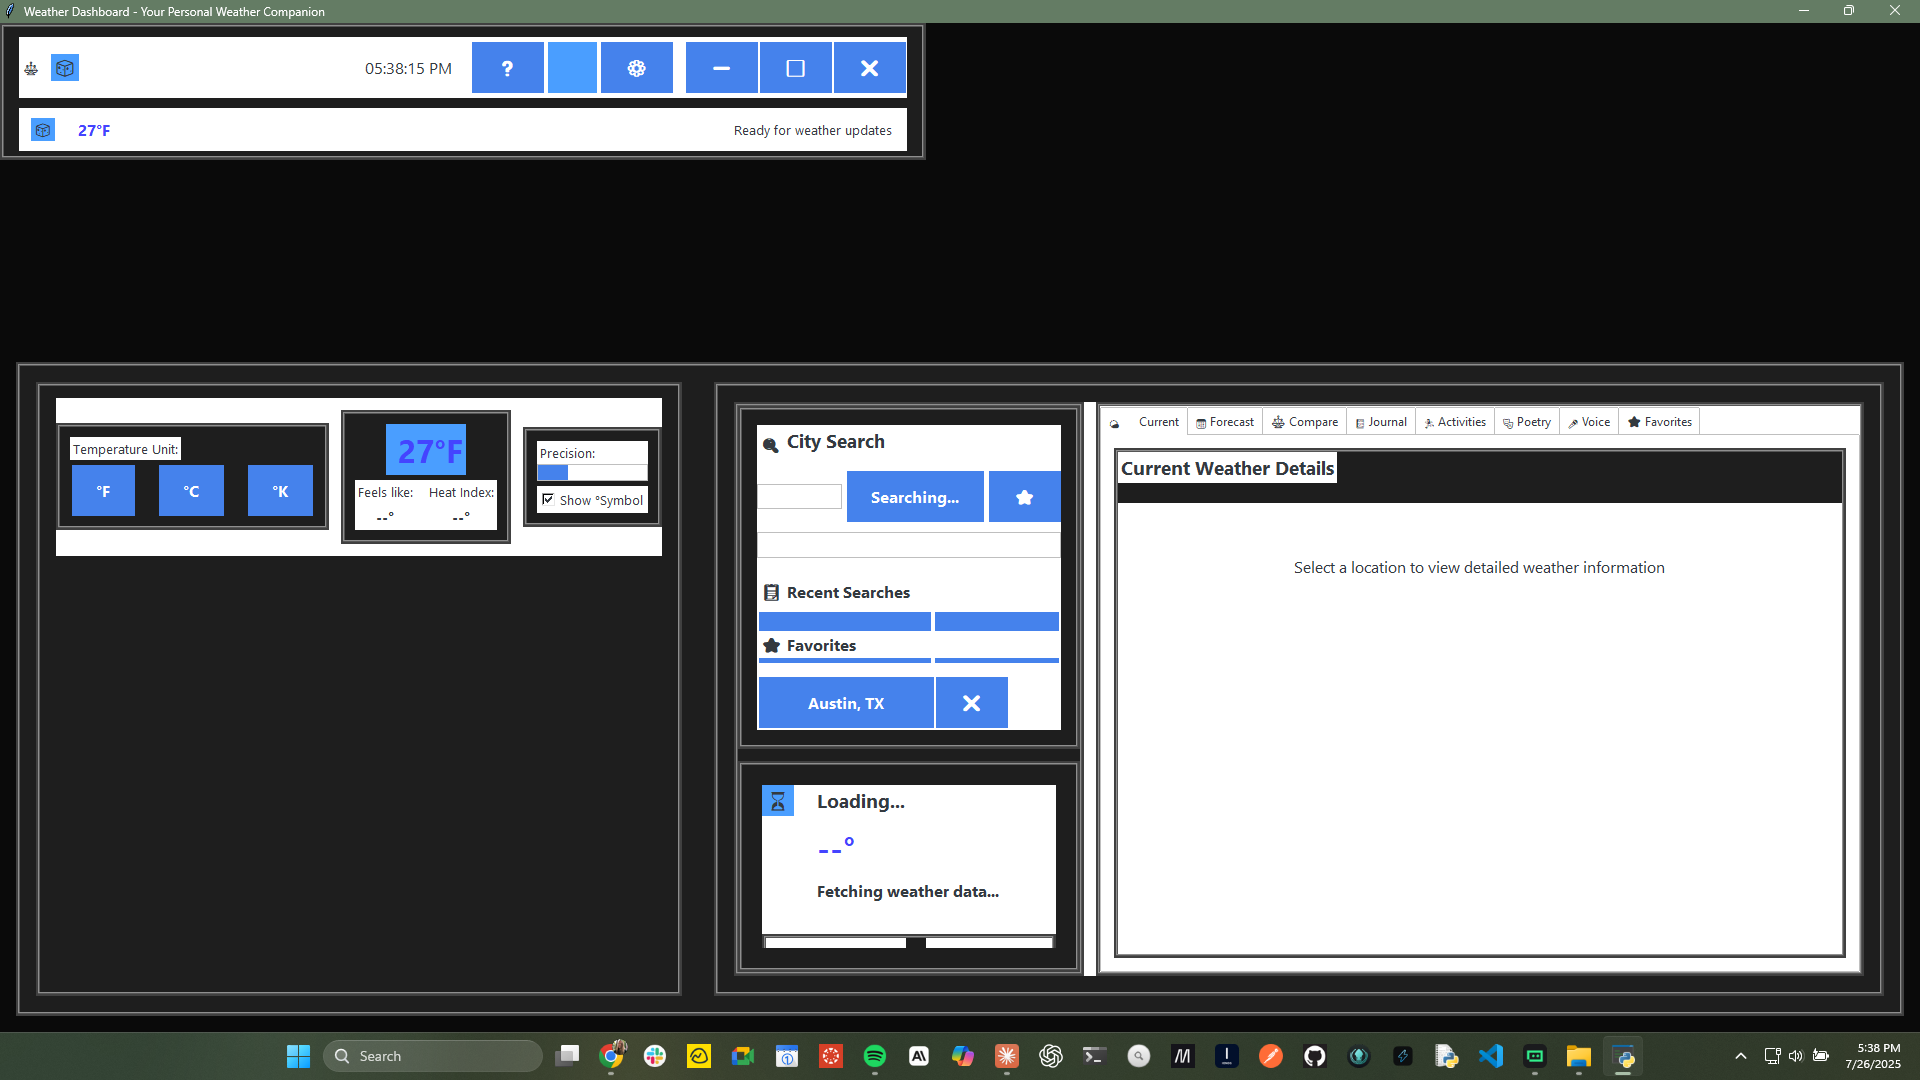 Weather Dashboard - Your Personal Weather Companion
05:38:15 PM
?
27°F
Ready for weather updates
Temperature Unit:
°F
°C
°K
27°F
Feels like:
Heat Index:
--°
--°
Precision:
Show °Symbol
City Search
Searching...
Recent Searches
Favorites
Austin, TX
Loading...
--°
Fetching weather data...
Current
Forecast
Compare
Journal
Activities
Poetry
Voice
Favorites
Current Weather Details
Select a location to view detailed weather information
Search
5:38 PM
7/26/2025